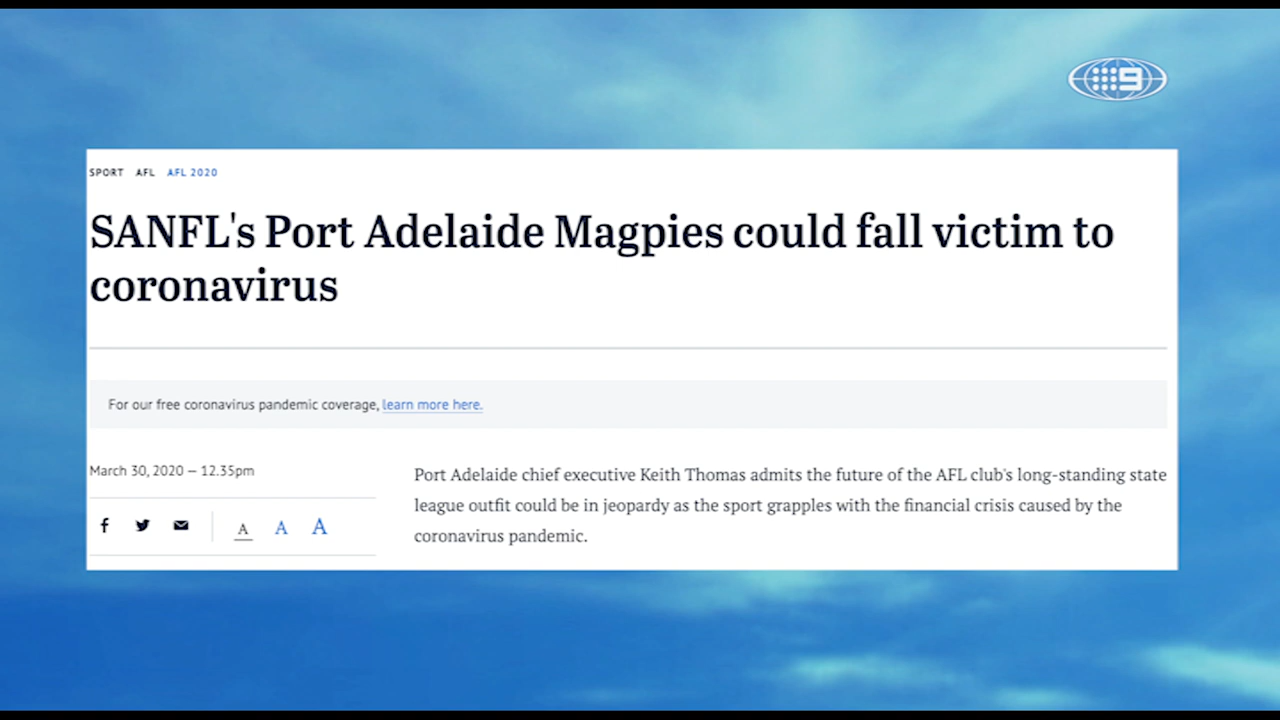 9
SPORT AFL AFL 2020
SANFL's Port Adelaide Magpies could fall victim to
coronavirus
For our free coronavirus pandemic coverage, learn more here.
March 30, 2020 — 12.35pm
Port Adelaide chief executive Keith Thomas admits the future of the AFL club's long-standing state
league outfit could be in jeopardy as the sport grapples with the financial crisis caused by the
coronavirus pandemic.
A A A